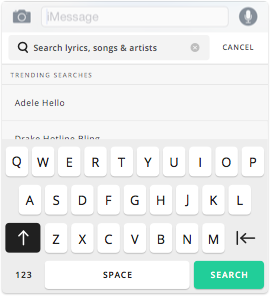 iMessage
Search lyrics, songs & artists CANCEL
TRENDING SEARCHES
Adele Hello
Drake Hotline Bling
Q W E R T Y U I O P
A S D F G H J K L
Z X C V B N M
123 SPACE SEARCH